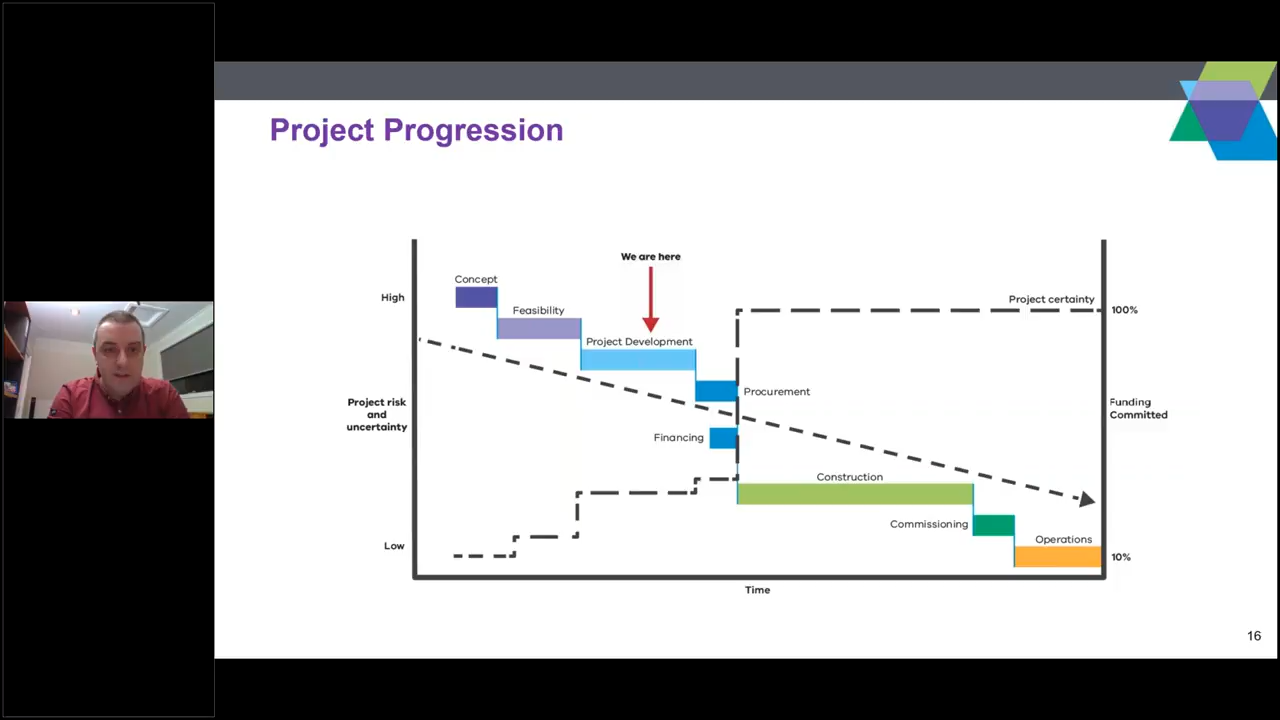 Project Progression
We are here
Concept
High
Feasibility
Project certainty
100%
Project Development
Procurement
Project risk
and
uncertainty
Funding
Committed
Financing
Construction
Commissioning
Operations
Low
10%
Time
16